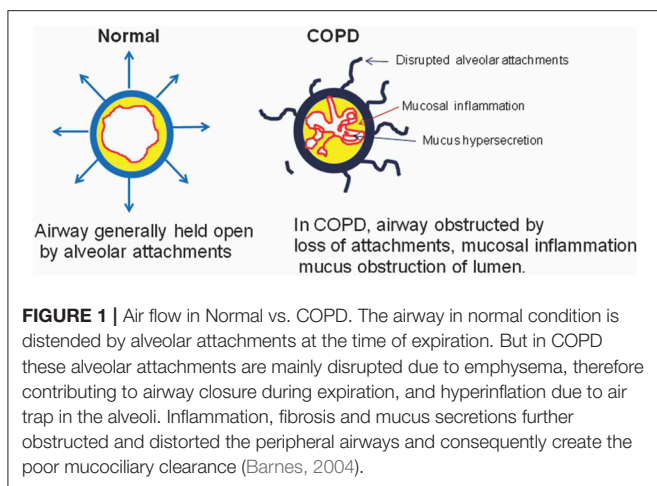 Normal
COPD
Disrupted alveolar attachments
Mucosal inflammation
Mucus hypersecretion
Airway generally held open
by alveolar attachments
In COPD, airway obstructed by
loss of attachments, mucosal inflammation
mucus obstruction of lumen.
FIGURE 1 | Air flow in Normal vs. COPD. The airway in normal condition is
distended by alveolar attachments at the time of expiration. But in COPD
these alveolar attachments are mainly disrupted due to emphysema, therefore
contributing to airway closure during expiration, and hyperinflation due to air
trap in the alveoli. Inflammation, fibrosis and mucus secretions further
obstructed and distorted the peripheral airways and consequently create the
poor mucociliary clearance (Barnes, 2004).